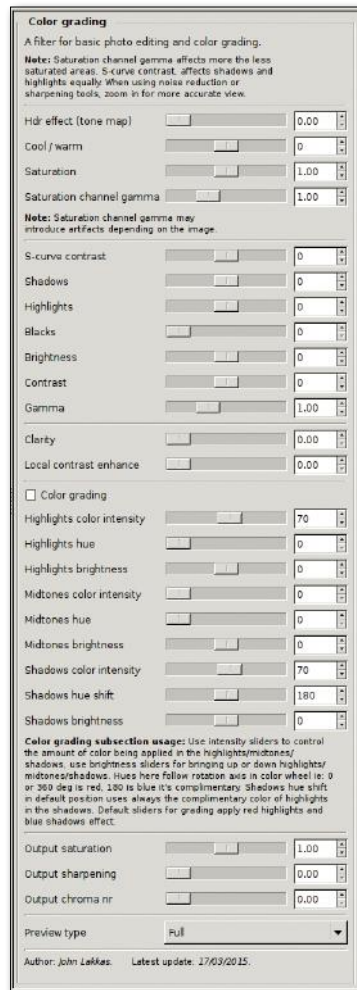 Color grading
A filter for basic photo editing and color grading.
Note: Saturation channel gamma affects more the less
saturated areas. S-curve contrast, affects shadows and
highlights equally. When using noise reduction or
sharpening tools, zoom in for more accurate view.
Hdr effect (tone map) 0.00
Cool / warm 0
Saturation 1.00
Saturation channel gamma 1.00
Note: Saturation channel gamma may
introduce artifacts depending on the image.
S-curve contrast 0
Shadows 0
Highlights 0
Blacks 0
Brightness 0
Contrast 0
Gamma 1.00
Clarity 0.00
Local contrast enhance 0.00
Color grading
Highlights color intensity 70
Highlights hue 0
Highlights brightness 0
Midtones color intensity 0
Midtones hue 0
Midtones brightness 0
Shadows color intensity 70
Shadows hue shift 180
Shadows brightness 0
Color grading subsection usage: Use intensity sliders to control
the amount of color being applied in the highlights/midtones/
shadows, use brightness sliders for bringing up or down highlights/
midtones/shadows. Hues here follow rotation axis in color wheel ie: 0
or 360 deg is red, 180 is blue it's complimentary. Shadows hue shift
in default position uses always the complimentary color of highlights
in the shadows. Default sliders for grading apply red highlights and
blue shadows effect.
Output saturation 1.00
Output sharpening 0.00
Output chroma nr 0.00
Preview type Full
Author: John Lakkas. Latest update: 17/03/2015.